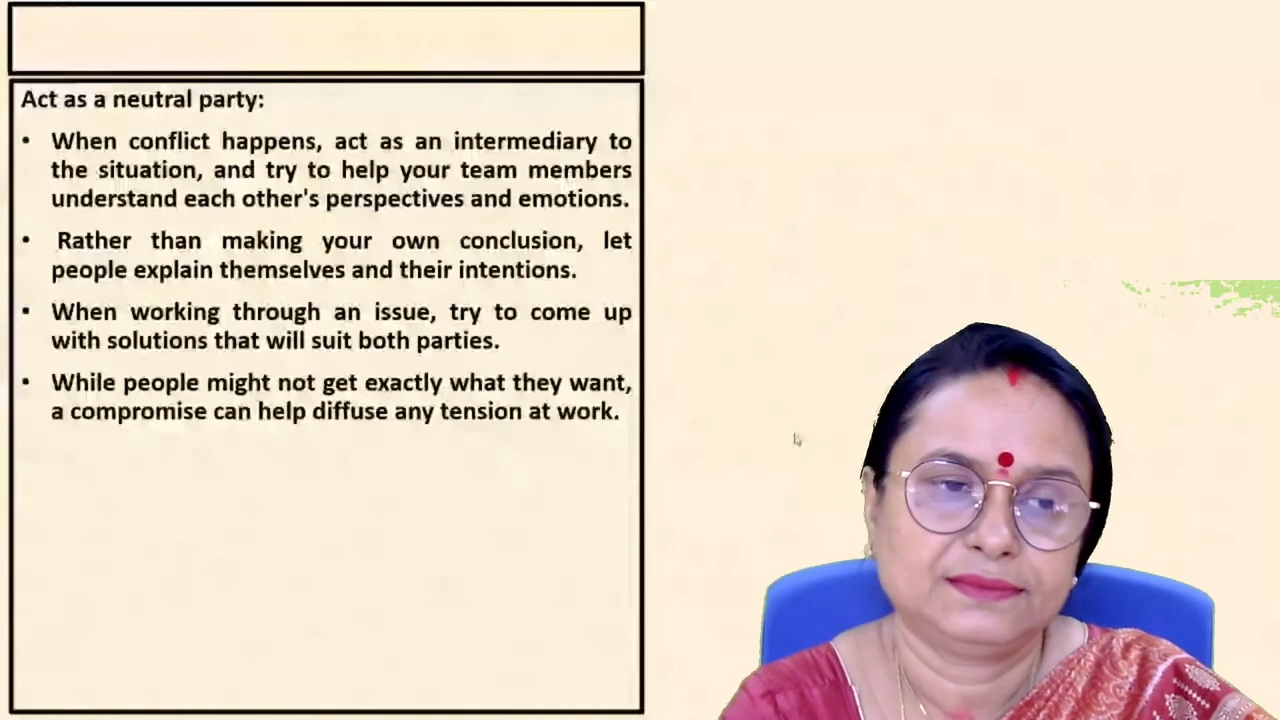 Act as a neutral party:
• When conflict happens, act as an intermediary to
the situation, and try to help your team members
understand each other's perspectives and emotions.
• Rather than making your own conclusion, let
people explain themselves and their intentions.
• When working through an issue, try to come up
with solutions that will suit both parties.
• While people might not get exactly what they want,
a compromise can help diffuse any tension at work.